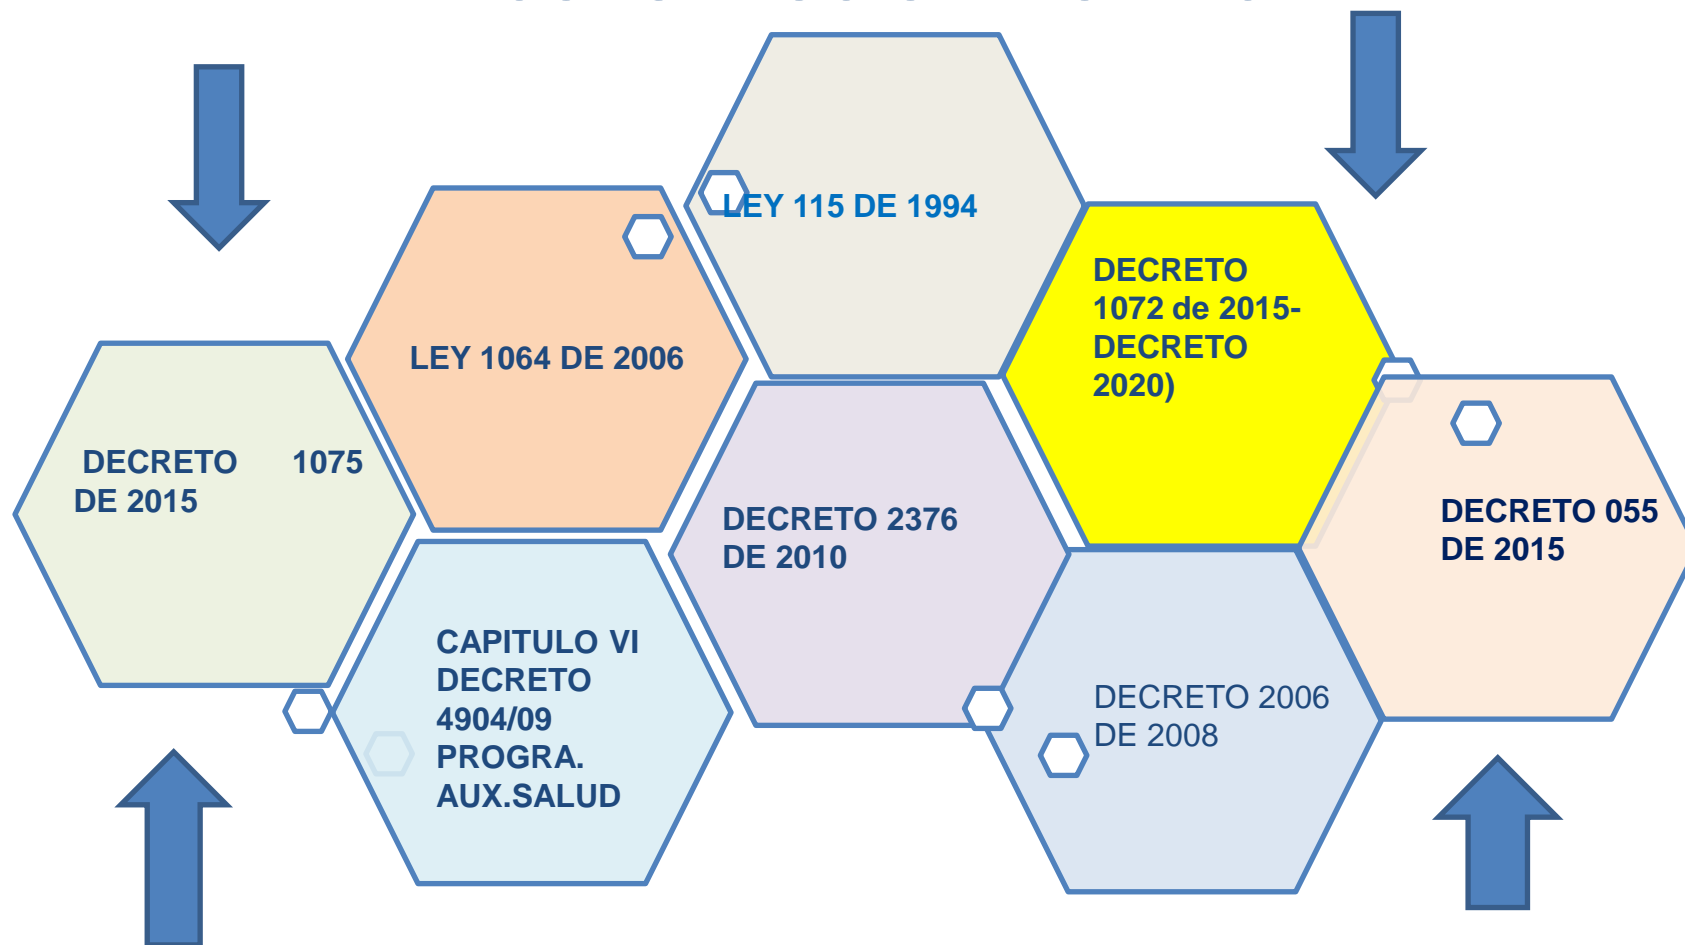 LEY 115 DE 1994
DECRETO
1072 de 2015-
DECRETO
2020)
LEY 1064 DE 2006
DECRETO 1075
DE 2015
DECRETO 2376
DE 2010
DECRETO 055
DE 2015
CAPITULO VI
DECRETO
4904/09
PROGRA.
AUX.SALUD
DECRETO 2006
DE 2008